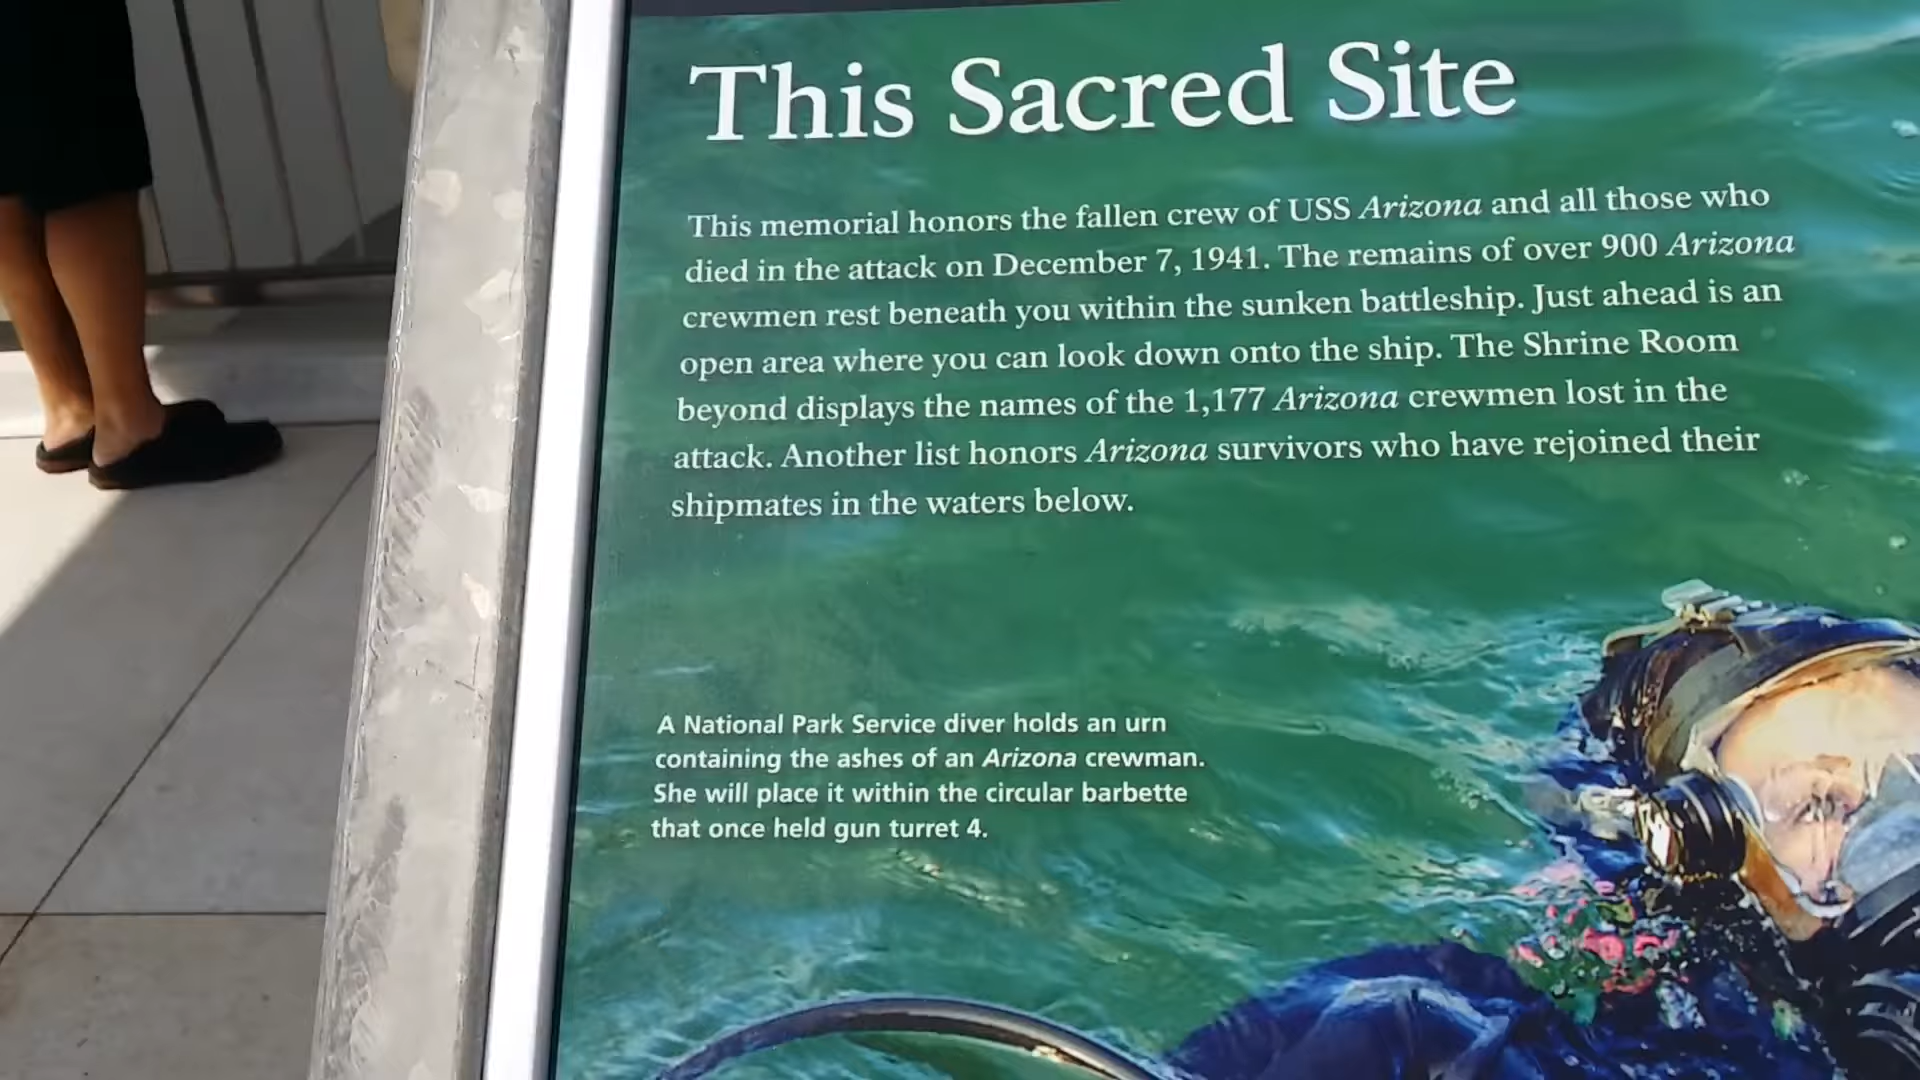 This Sacred Site
This memorial honors the fallen crew of USS Arizona and all those who
died in the attack on December 7, 1941. The remains of over 900 Arizona
crewmen rest beneath you within the sunken battleship. Just ahead is an
open area where you can look down onto the ship. The Shrine Room
beyond displays the names of the 1,177 Arizona crewmen lost in the
attack. Another list honors Arizona survivors who have rejoined their
shipmates in the waters below.
A National Park Service diver holds an urn
containing the ashes of an Arizona crewman.
She will place it within the circular barbette
that once held gun turret 4.